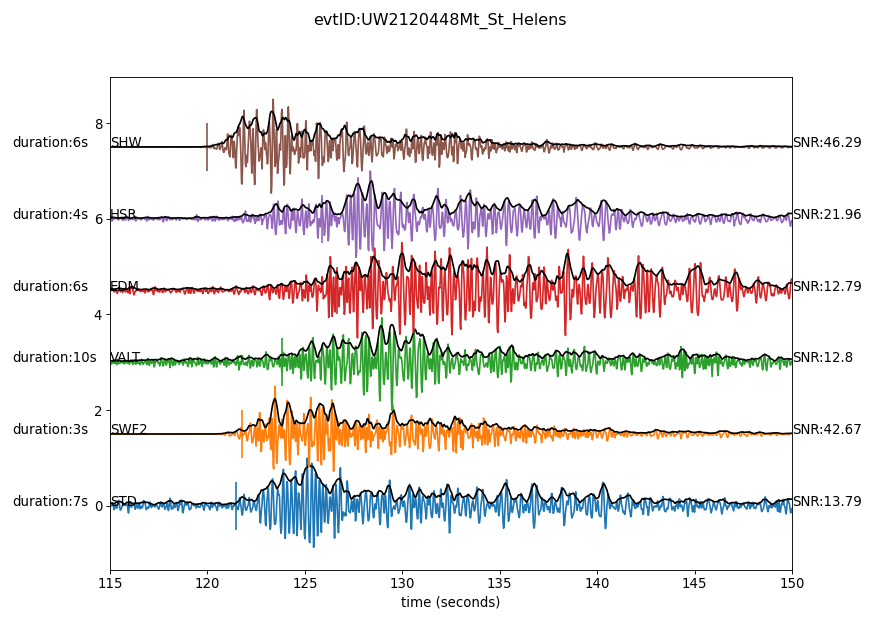 evtID:UW2120448Mt_St_Helens
8
duration:6s SHW SNR:46.29
duration:4s HSR SNR:21.96
6
duration:6s EDM SNR:12.79
4
duration:10s VALT SNR:12.8
2
duration:3s SWF2 SNR:42.67
duration:7s STD SNR:13.79
0
115 120 125 130 135 140 145 150
time (seconds)